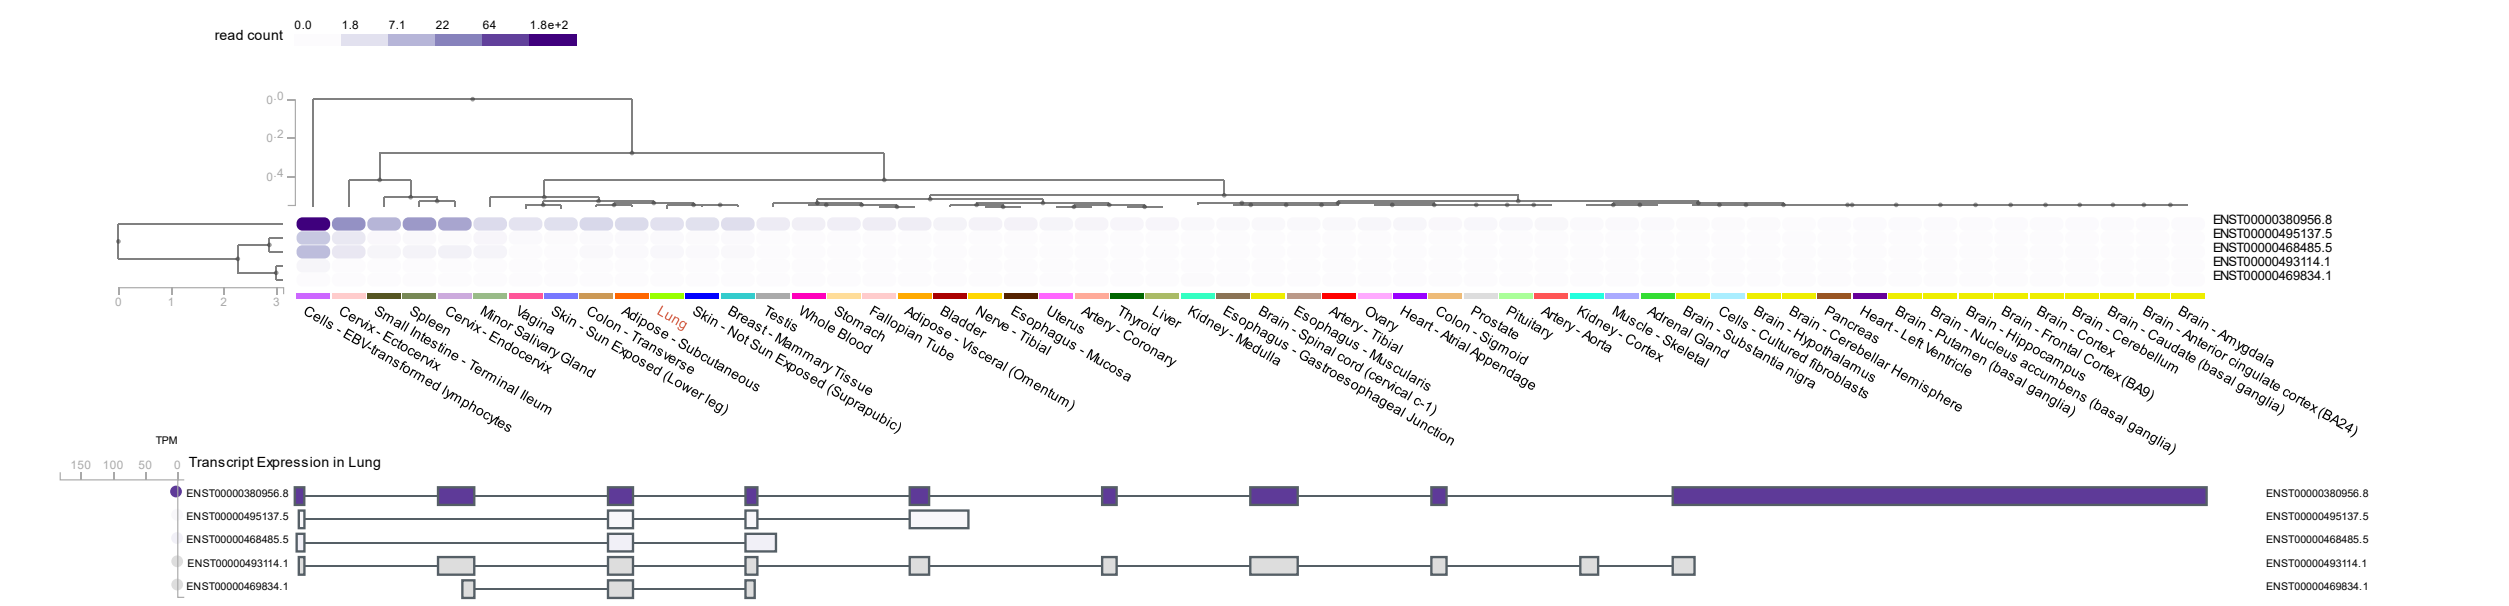 0.0 1.8 7.1 22 64 1.8e+2
read count
0.0
0.2
0.4
ENST00000380956.8
ENST00000495137.5
ENST00000468485.5
ENST00000493114.1
ENST00000469834.1
0 1 2 3
Cells - EBV-transformed lymphocytes
Cervix - Ectocervix
Small Intestine - Terminal Ileum
Spleen
Cervix - Endocervix
Minor Salivary Gland
Vagina
Skin - Sun Exposed (Lower leg)
Colon - Transverse
Adipose - Subcutaneous
Lung
Skin - Not Sun Exposed (Suprapubic)
Breast - Mammary Tissue
Testis
Whole Blood
Stomach
Fallopian Tube
Adipose - Visceral (Omentum)
Bladder
Nerve - Tibial
Esophagus - Mucosa
Uterus
Artery - Coronary
Thyroid
Liver
Kidney - Medulla
Esophagus - Gastroesophageal Junction
Brain - Spinal cord (cervical c-1)
Esophagus - Muscularis
Artery - Tibial
Ovary
Heart - Atrial Appendage
Colon - Sigmoid
Prostate
Pituitary
Artery - Aorta
Kidney - Cortex
Muscle - Skeletal
Adrenal Gland
Brain - Substantia nigra
Cells - Cultured fibroblasts
Brain - Hypothalamus
Brain - Cerebellar Hemisphere
Pancreas
Heart - Left Ventricle
Brain - Putamen (basal ganglia)
Brain - Nucleus accumbens (basal ganglia)
Brain - Hippocampus
Brain - Frontal Cortex (BA9)
Brain - Cortex
Brain - Cerebellum
Brain - Caudate (basal ganglia)
Brain - Anterior cingulate cortex (BA24)
Brain - Amygdala
TPM
150 100 50 0
Transcript Expression in Lung
ENST00000380956.8 ENST00000380956.8
ENST00000495137.5 ENST00000495137.5
ENST00000468485.5 ENST00000468485.5
ENST00000493114.1 ENST00000493114.1
ENST00000469834.1 ENST00000469834.1